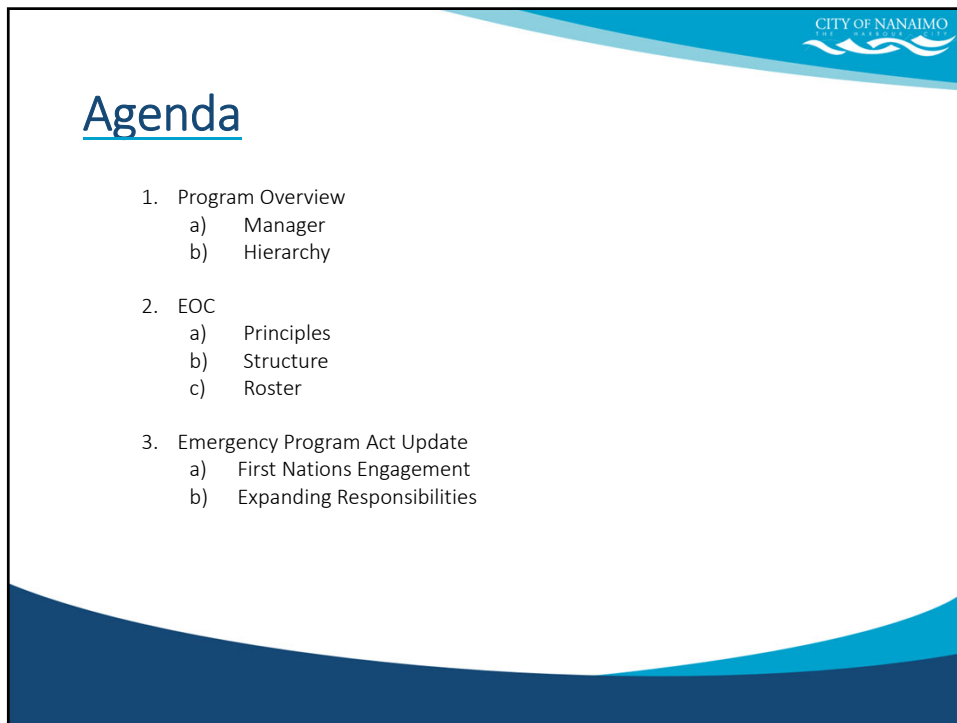 CITY OF NANAIMO
THE HARBOUR CITY
Agenda
1. Program Overview
a) Manager
b) Hierarchy
2. EOC
a) Principles
b) Structure
c) Roster
3. Emergency Program Act Update
a) First Nations Engagement
b) Expanding Responsibilities